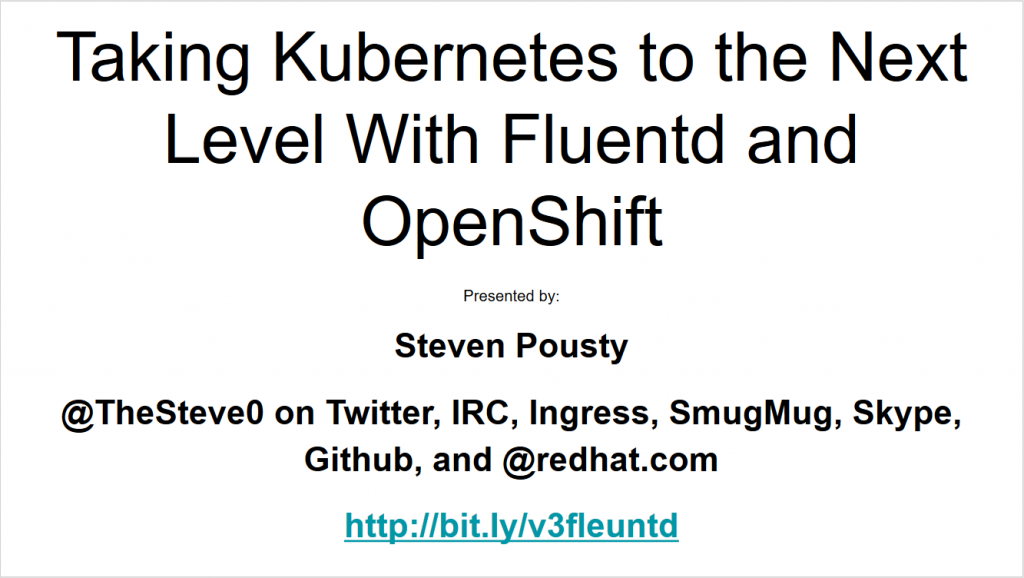 Taking Kubernetes to the Next
Level With Fluentd and
OpenShift
Presented by:
Steven Pousty
@TheSteve0 on Twitter, IRC, Ingress, SmugMug, Skype,
Github, and @redhat.com
http://bit.ly/v3fleuntd